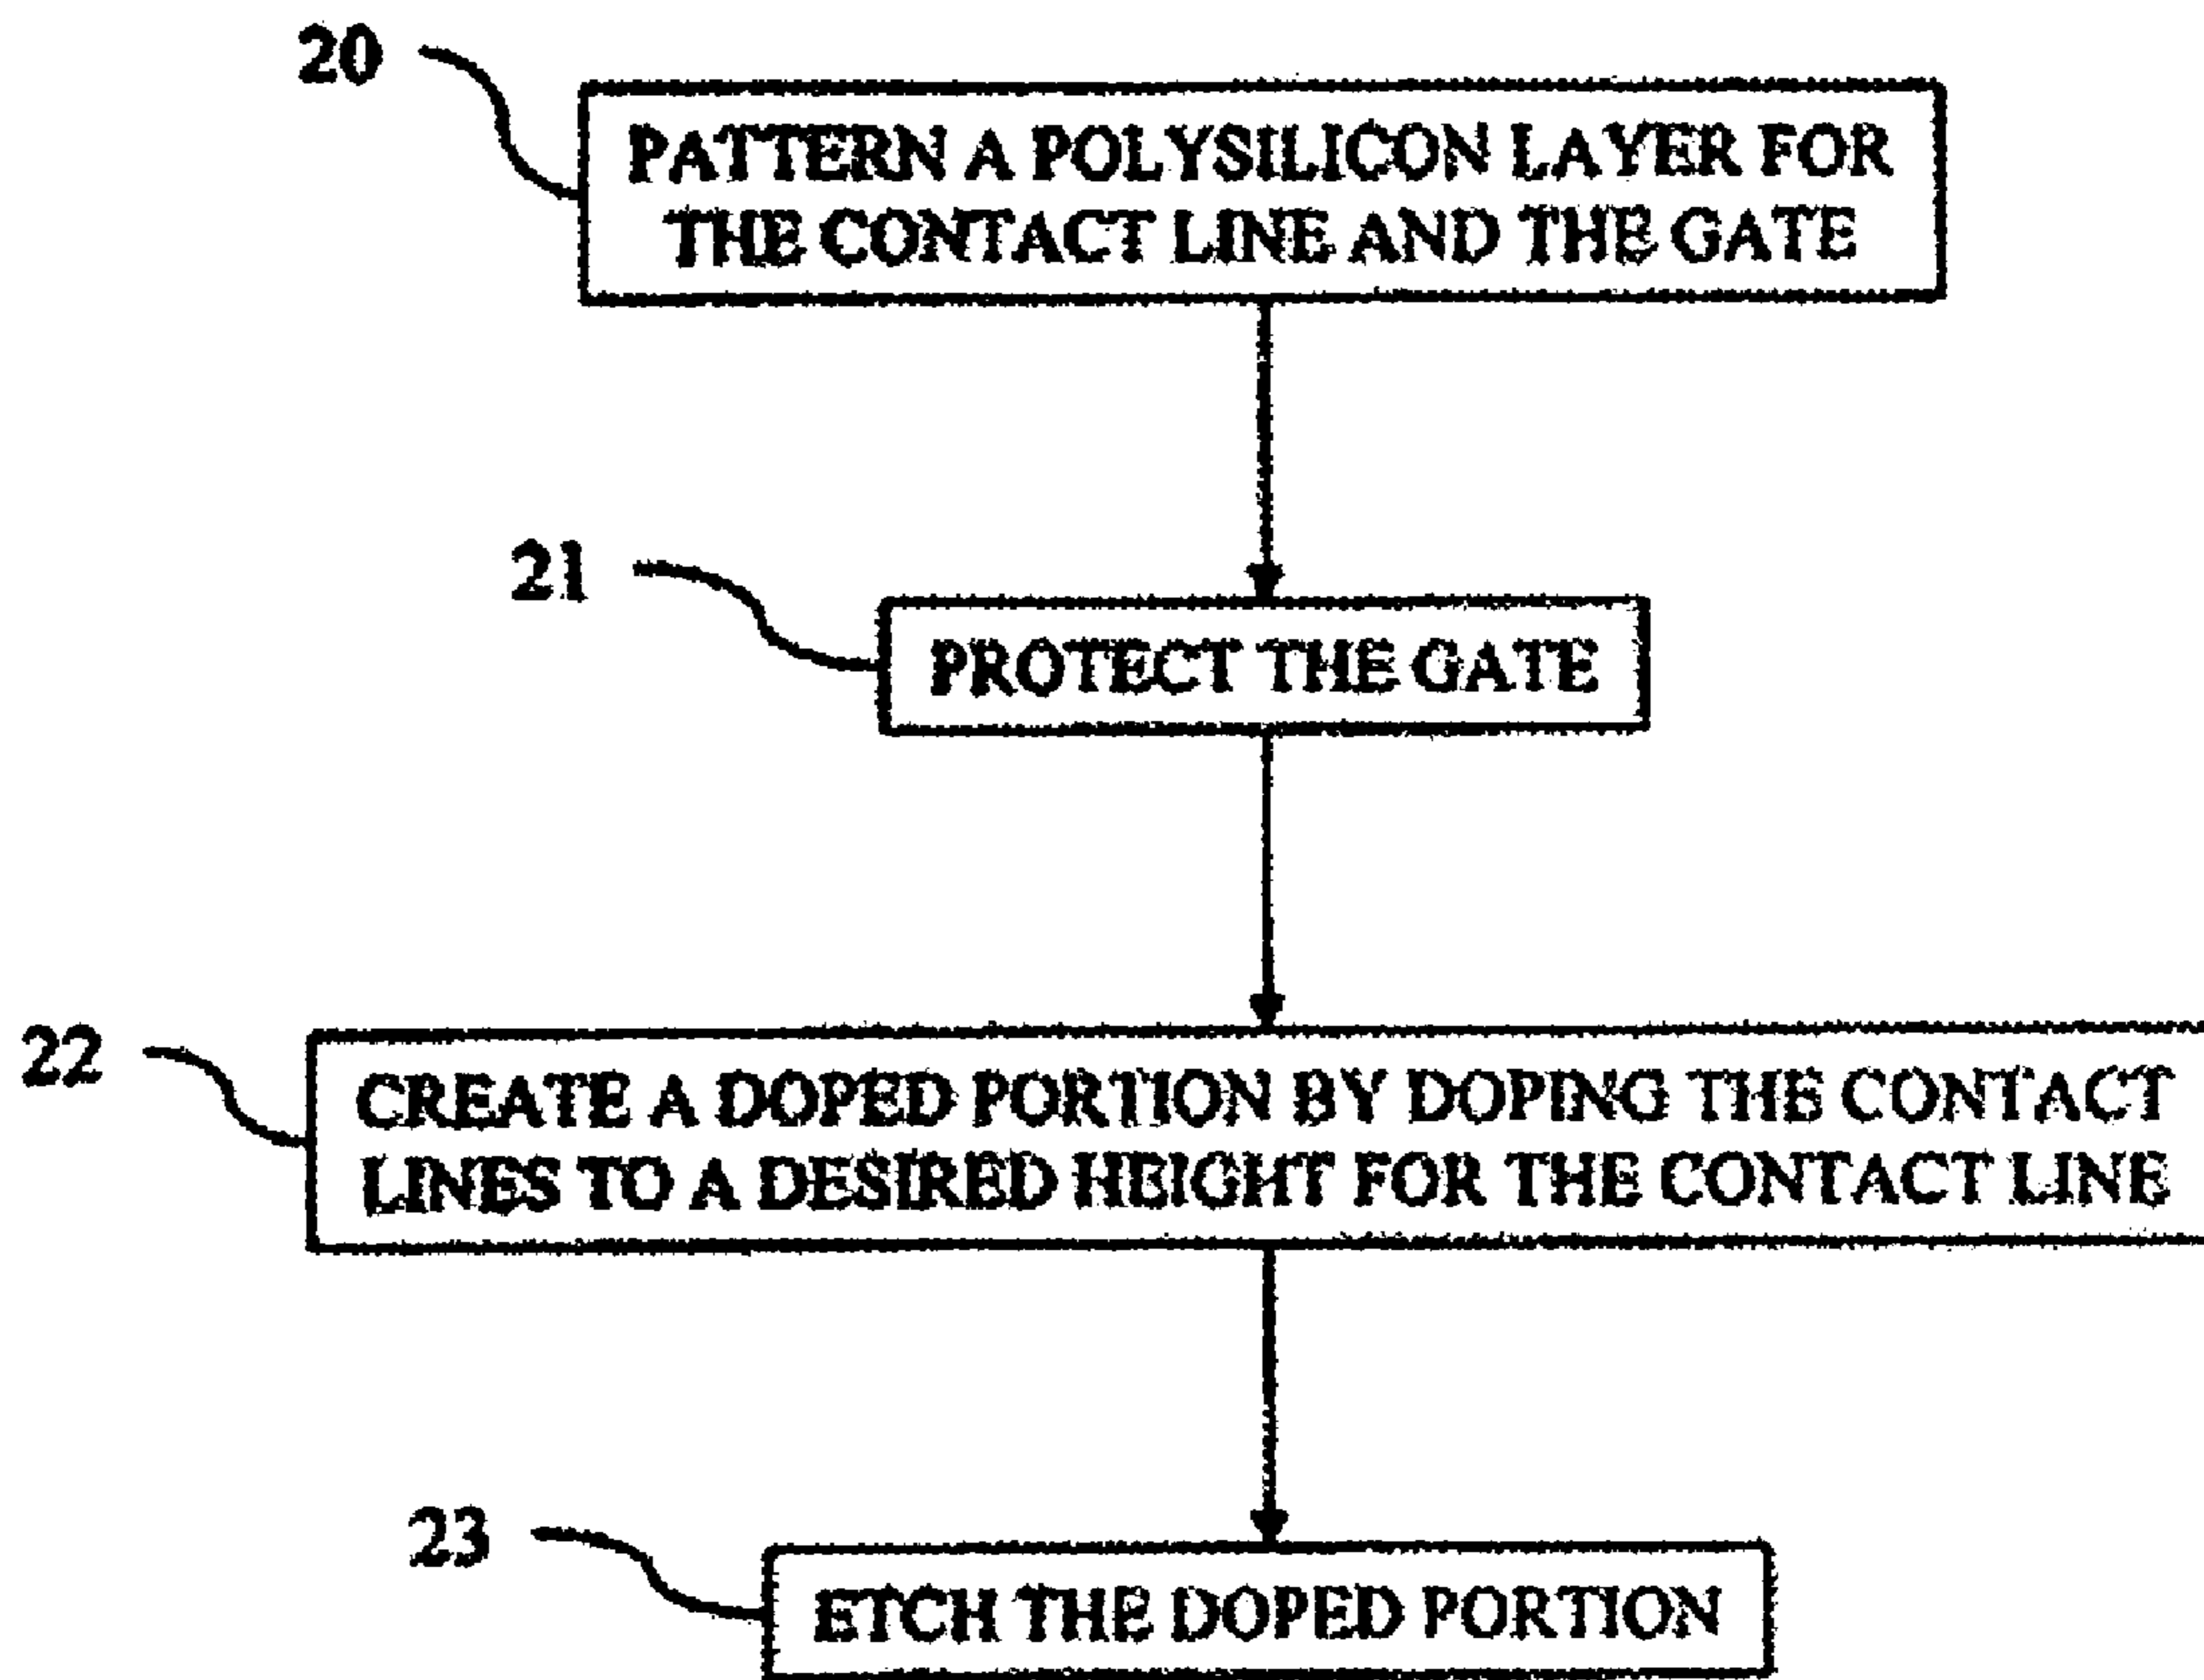 20
PATTERN A POLYSILICON LAYER FOR
THE CONTACT LINE AND THE GATE
21
PROTECT THE GATE
22
CREATE A DOPED PORTION BY DOPING THE CONTACT
LINES TO A DESIRED HEIGHT FOR THE CONTACT LINE
23
ETCH THE DOPED PORTION